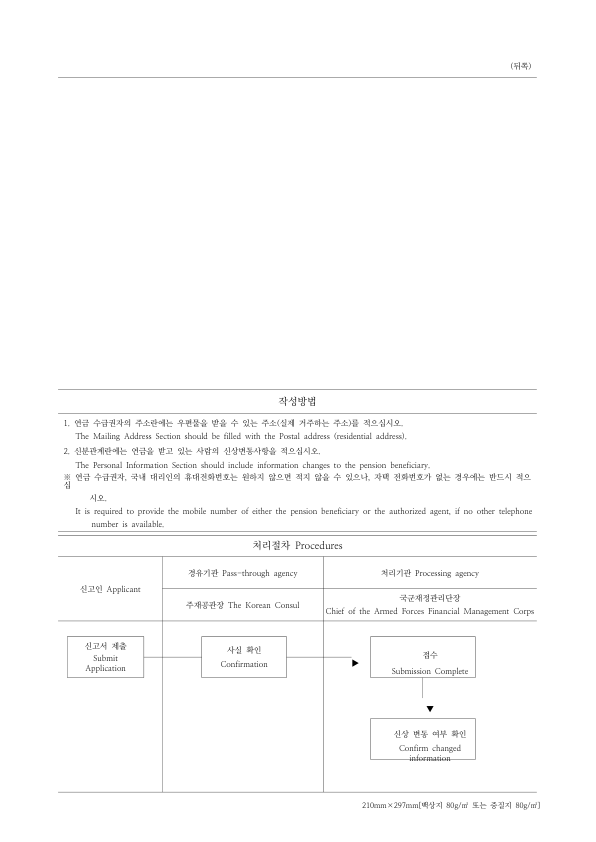 (뒤쪽)
작성방법
1. 연금 수급권자의 주소란에는 우편물을 받을 수 있는 주소(실제 거주하는 주소)를 적으십시오.
The Mailing Address Section should be filled with the Postal address (residential address).
2. 신분관계란에는 연금을 받고 있는 사람의 신상변동사항을 적으십시오.
The Personal Information Section should include information changes to the pension beneficiary.
※ 연금 수급권자, 국내 대리인의 휴대전화번호는 원하지 않으면 적지 않을 수 있으나, 자택 전화번호가 없는 경우에는 반드시 적으
십
시오.
It is required to provide the mobile number of either the pension beneficiary or the authorized agent, if no other telephone
number is available.
처리절차 Procedures
신고인 Applicant
경유기관 Pass-through agency
처리기관 Processing agency
주재공관장 The Korean Consul
국군재정관리단장
Chief of the Armed Forces Financial Management Corps
신고서 제출
Submit
Application
사실 확인
Confirmation
접수
Submission Complete
신상 변동 여부 확인
Confirm changed
information
210mm×297mm[백상지 80g/㎡ 또는 중질지 80g/㎡]